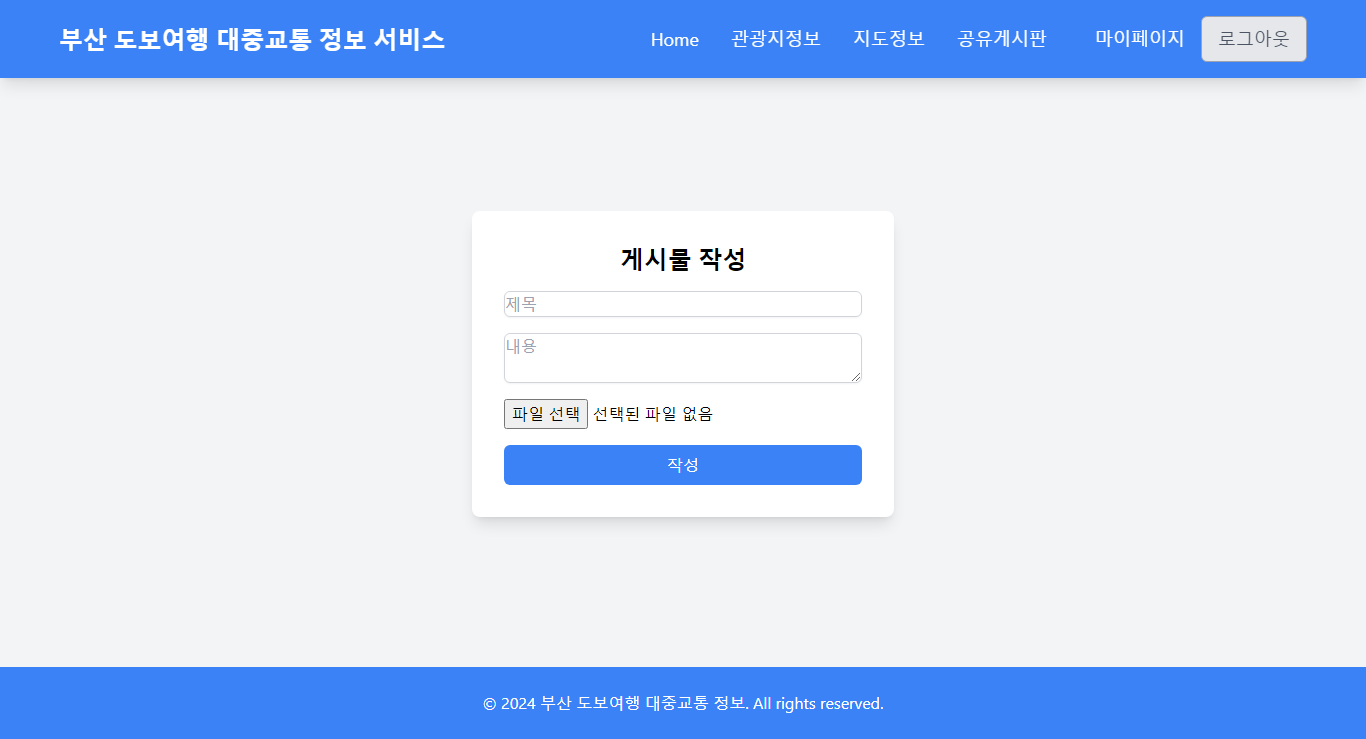 부산 도보여행 대중교통 정보 서비스
Home 관광지정보 지도정보 공유게시판 마이페이지 로그아웃
게시물 작성
제목
내용
파일 선택 선택된 파일 없음
작성
© 2024 부산 도보여행 대중교통 정보. All rights reserved.